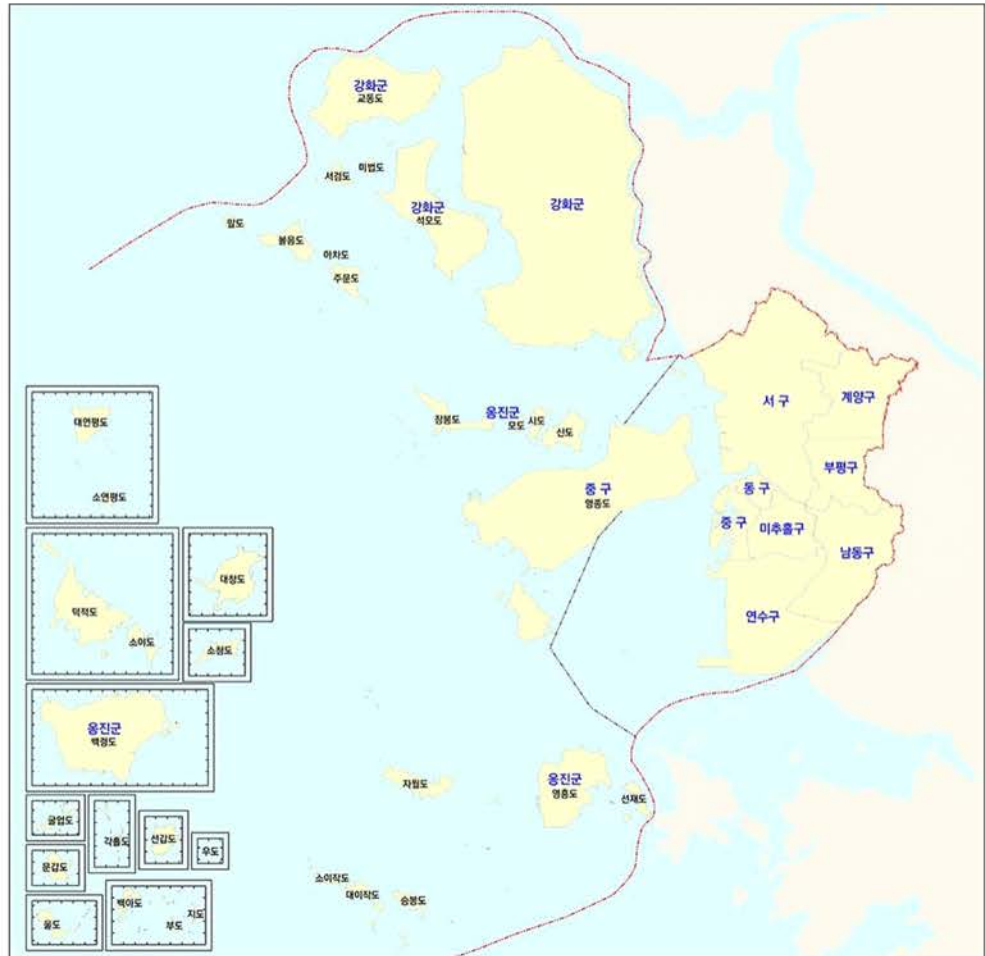 강화군
교동도
서검도
미법도
강화군
석모도
강화군
말도
볼음도
아차도
주문도
서 구
계양구
대연평도
장봉도
옹진군
모도
시도
신도
부평구
소연평도
중 구
영종도
동 구
중 구
미추홀구
남동구
대청도
덕적도
연수구
소야도
소청도
옹진군
백령도
자월도
옹진군
영흥도
선재도
굴업도
각흘도
선갑도
우도
문갑도
소이작도
대이작도
승봉도
백아도
지도
울도
부도